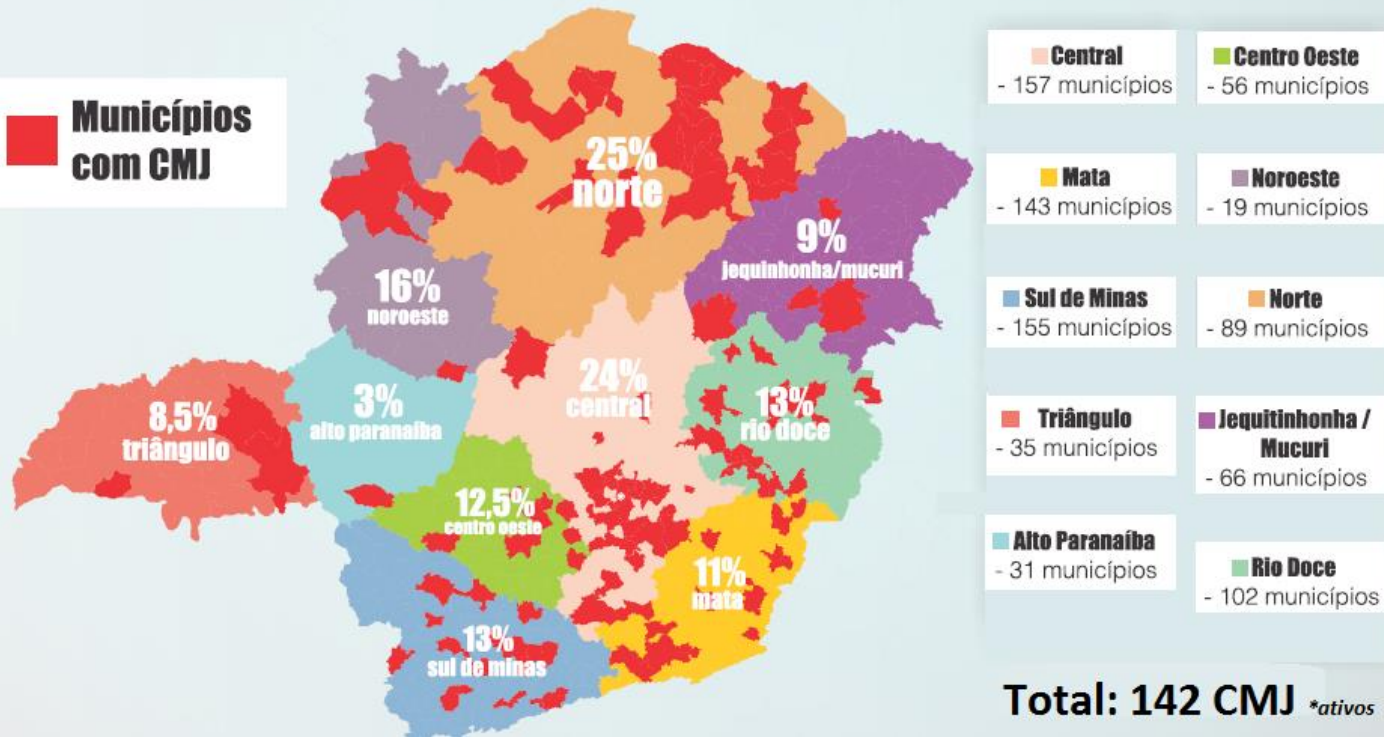 Municípios
com CMJ
25%
norte
9%
jequinhonha/mucuri
16%
noroeste
24%
central
3%
alto paranaiba
8,5%
triângulo
13%
rio doce
12,5%
centro oeste
11%
mata
13%
sul de minas
Central
- 157 municípios
Centro Oeste
- 56 municípios
Mata
- 143 municípios
Noroeste
- 19 municípios
Sul de Minas
- 155 municípios
Norte
- 89 municípios
Triângulo
- 35 municípios
Jequitinhonha /
Mucuri
- 66 municípios
Alto Paranaíba
- 31 municípios
Rio Doce
- 102 municípios
Total: 142 CMJ *ativos